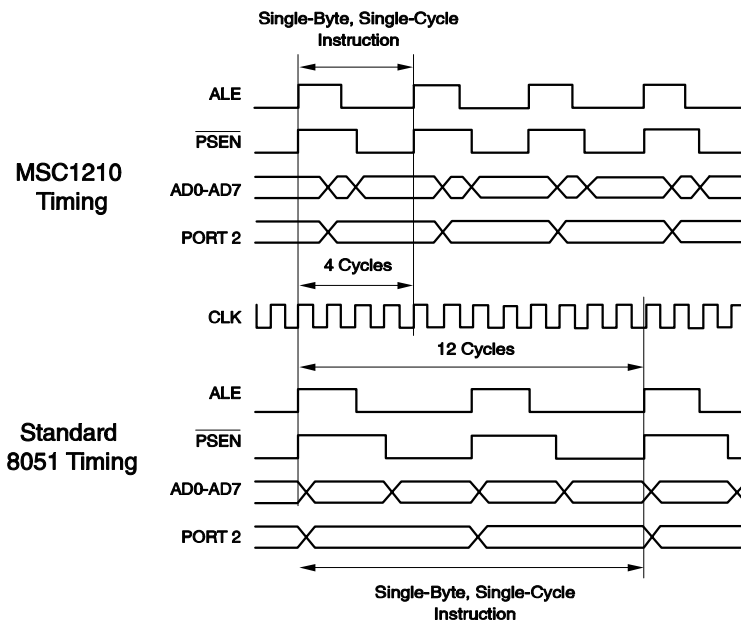 Single-Byte, Single-Cycle
Instruction
ALE
PSEN
MSC1210
Timing
AD0-AD7
PORT 2
4 Cycles
CLK
12 Cycles
ALE
Standard
8051 Timing
PSEN
AD0-AD7
PORT 2
Single-Byte, Single-Cycle
Instruction